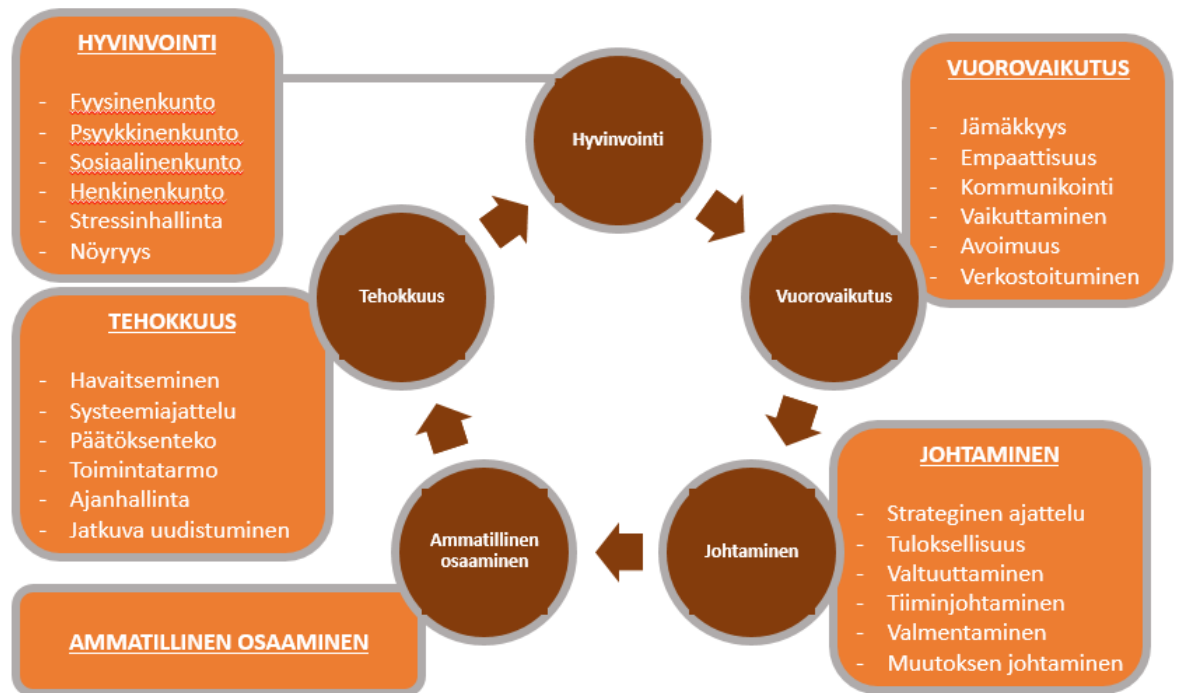 HYVINVOINTI
- Fyysinenkunto
- Psyykkinenkunto
- Sosiaalinenkunto
- Henkinenkunto
- Stressinhallinta
- Nöyryys
Hyvinvointi
VUOROVAIKUTUS
- Jämäkkyys
- Empaattisuus
- Kommunikointi
- Vaikuttaminen
- Avoimuus
- Verkostoituminen
Tehokkuus
Vuorovaikutus
TEHOKKUUS
- Havaitseminen
- Systeemiajattelu
- Päätöksenteko
- Toimintatarmo
- Ajanhallinta
- Jatkuva uudistuminen
Ammatillinen
osaaminen
Johtaminen
JOHTAMINEN
- Strateginen ajattelu
- Tuloksellisuus
- Valtuuttaminen
- Tiiminjohtaminen
- Valmentaminen
- Muutoksen johtaminen
AMMATILLINEN OSAAMINEN